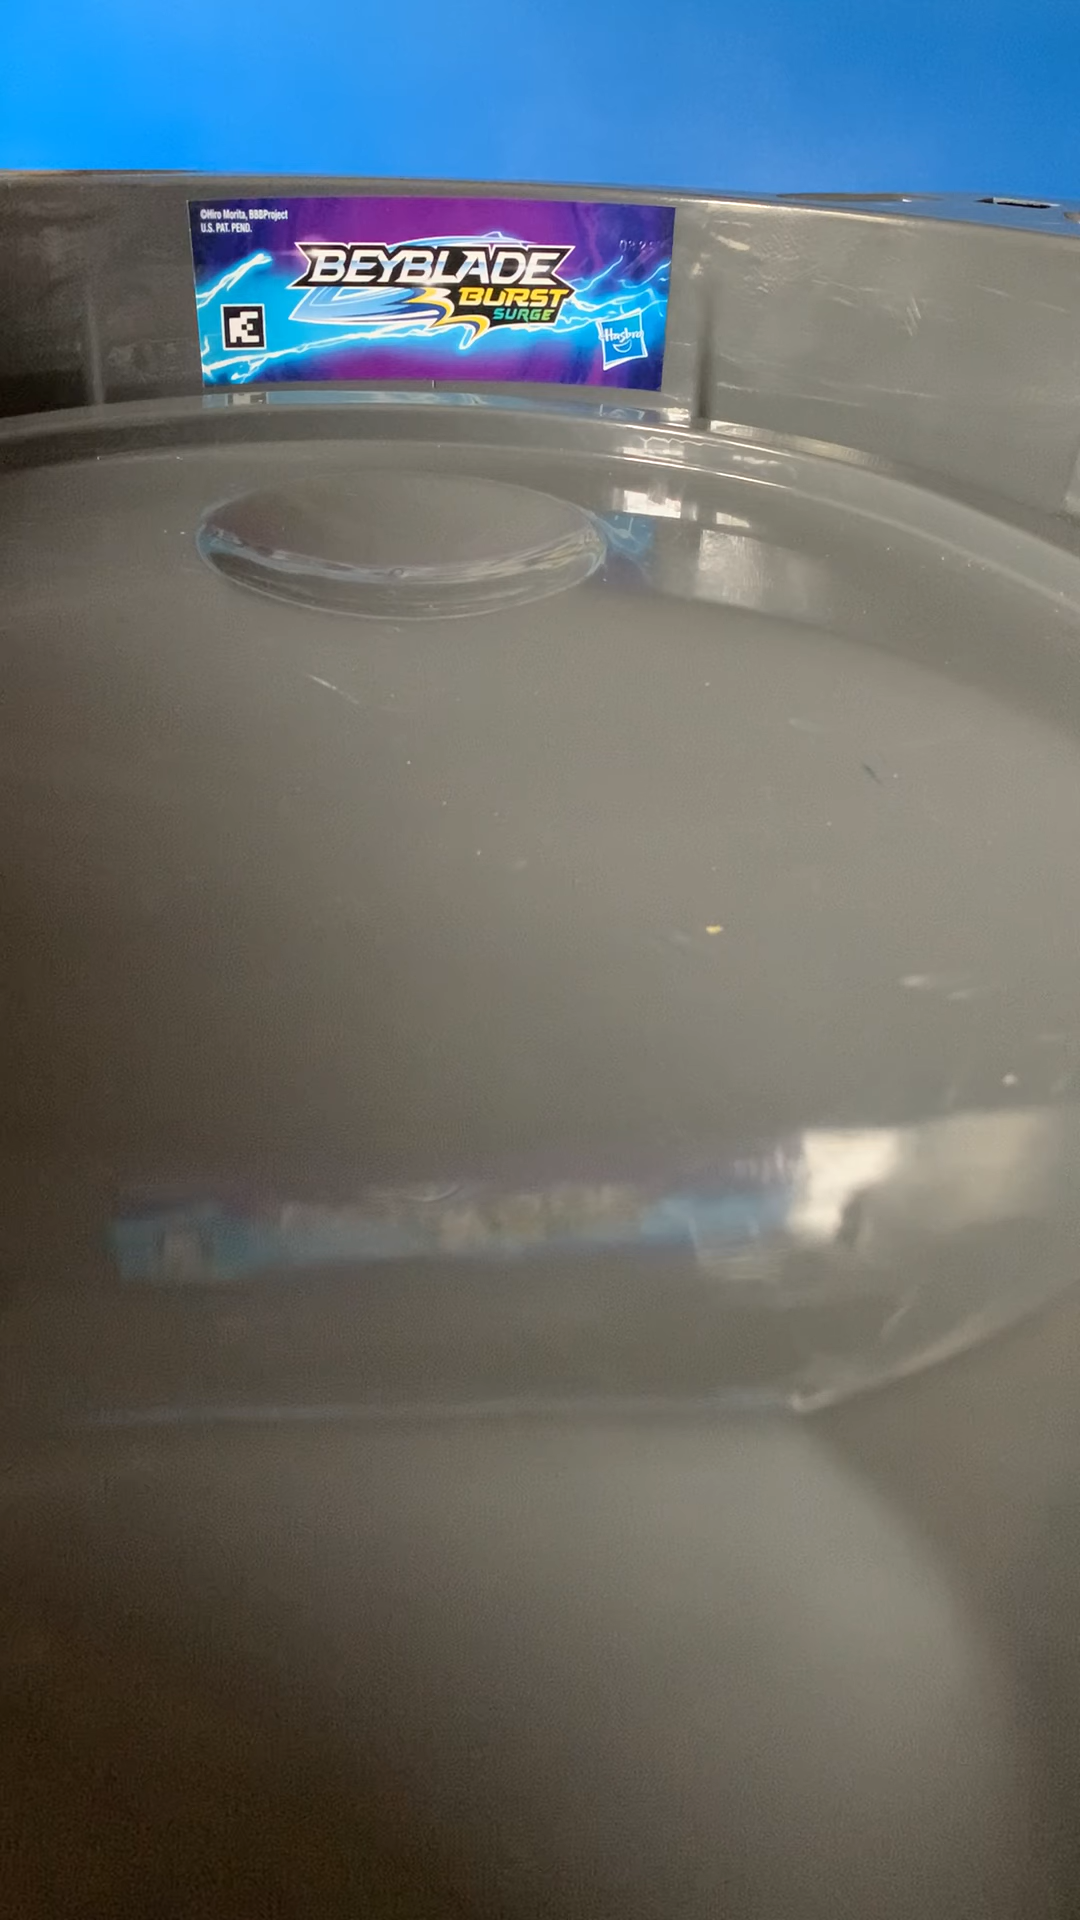 ©Hiro Morita, BBBProject
U.S. PAT. PEND.
BEYBLADE
BURST
SURGE
Hasbro